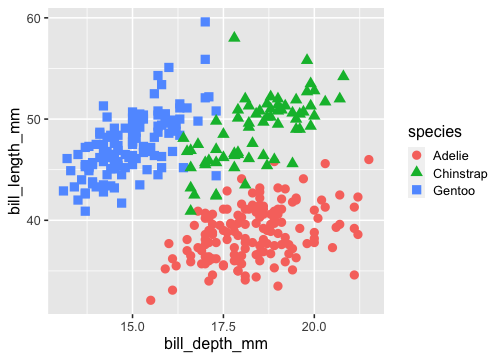 60
50
40
bill_length_mm
15.0
17.5
20.0
bill_depth_mm
species
Adelie
Chinstrap
Gentoo